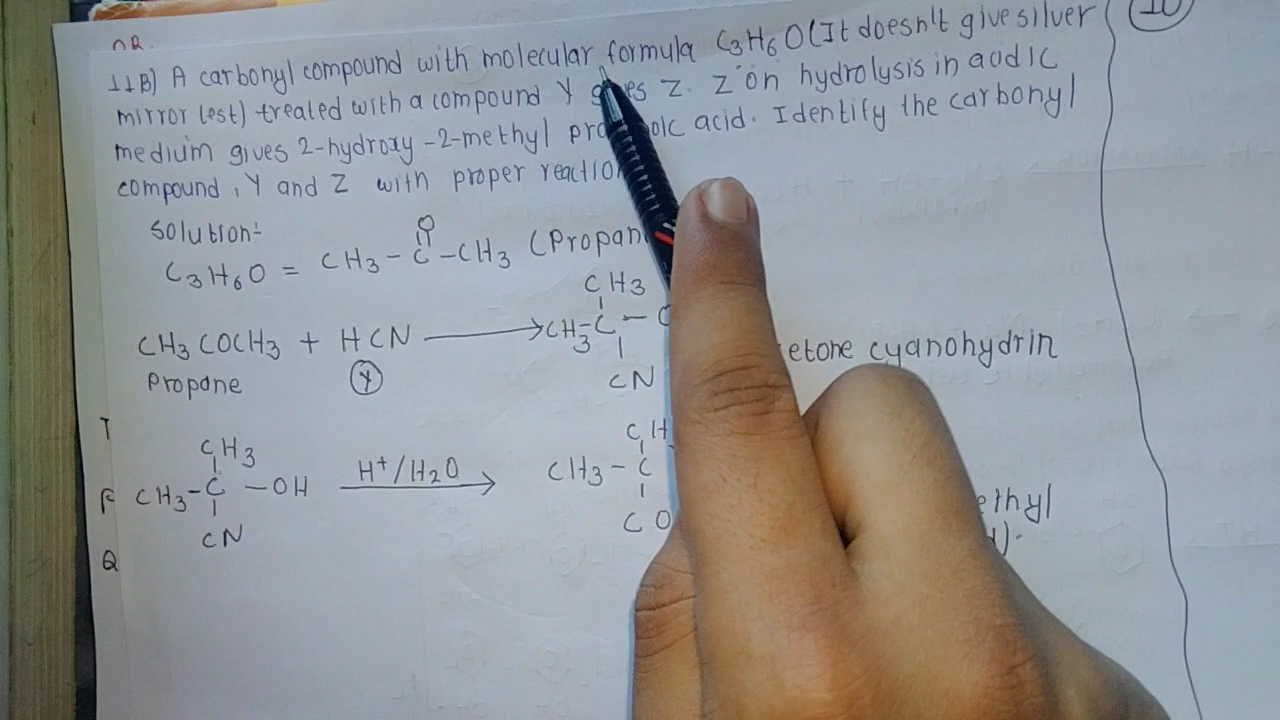 OR.
10
11B) A carbonyl compound with molecular formula C3H6O(It doesn't give silver
mirror test) treated with a compound Y gives Z. Z on hydrolysis in acidic
medium gives 2-hydroxy-2-methyl acid. Identify the carbonyl
compound, Y and Z with proper
Solution:-
O
C3H6O = CH3-C-CH3 (Propan
CH3
CH3COCH3 + HCN → CH3-C-
Propane Y CN etone cyanohydrin
T
CH3 CH
F CH3-C-OH H+/H2O → CH3-C
CN CO ethyl
Q